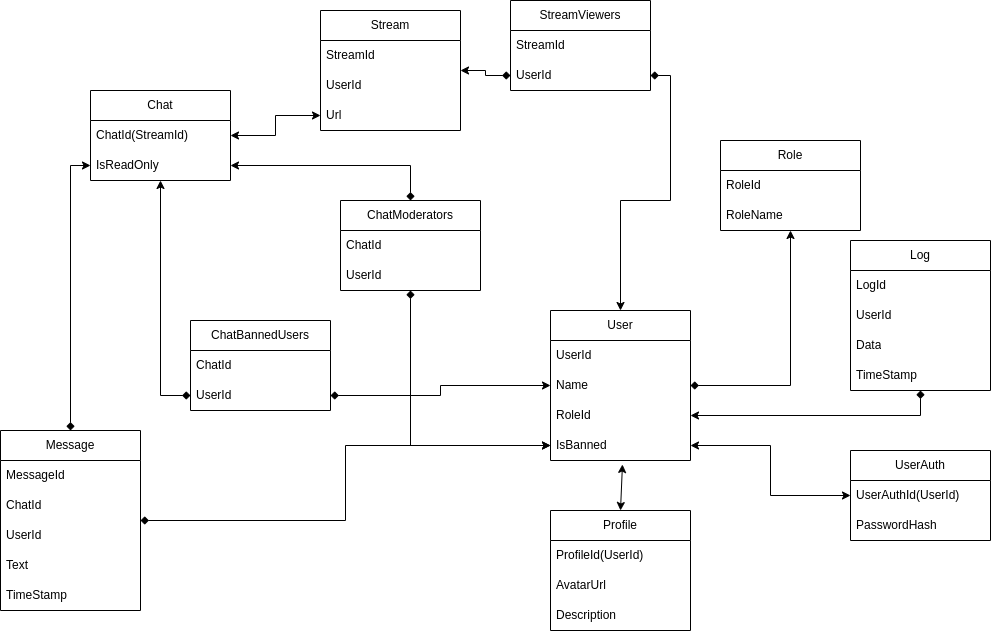 Stream
StreamId
UserId
Url
StreamViewers
StreamId
UserId
Chat
ChatId(StreamId)
IsReadOnly
Role
RoleId
RoleName
ChatModerators
ChatId
UserId
Log
LogId
UserId
Data
TimeStamp
ChatBannedUsers
ChatId
UserId
User
UserId
Name
RoleId
IsBanned
Message
MessageId
ChatId
UserId
Text
TimeStamp
UserAuth
UserAuthId(UserId)
PasswordHash
Profile
ProfileId(UserId)
AvatarUrl
Description